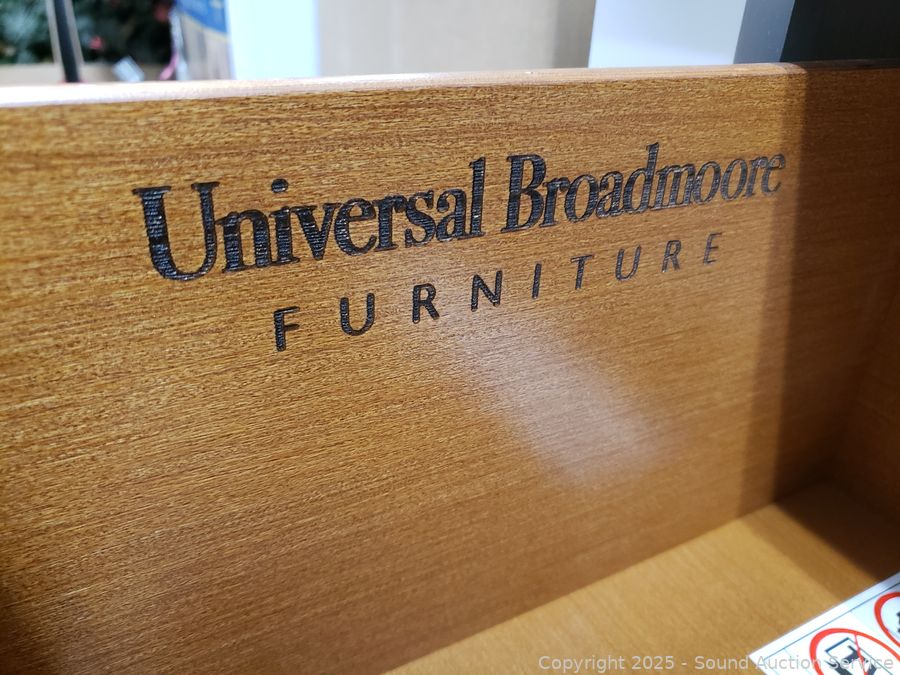 Universal Broadmoore
FURNITURE
Copyright 2025 - Sound Auction Service